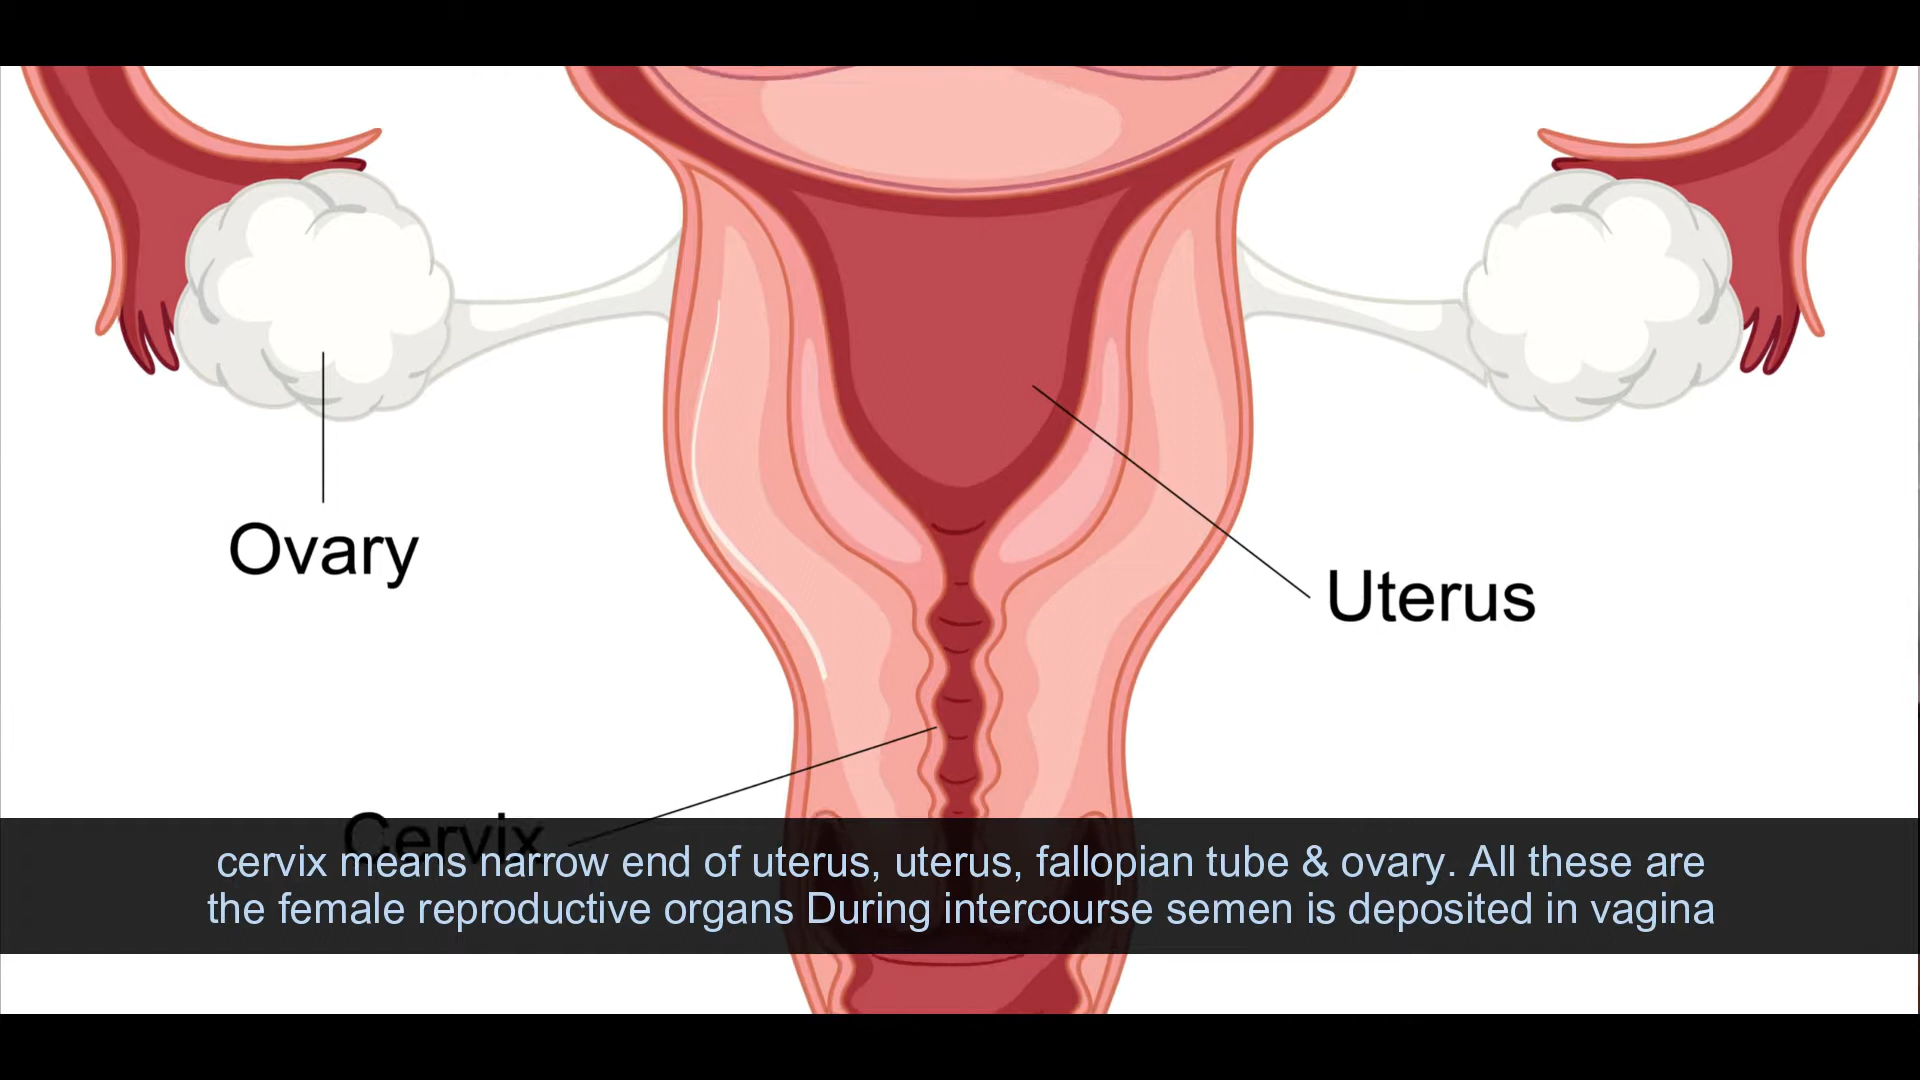 Ovary
Uterus
Cervix
cervix means narrow end of uterus, uterus, fallopian tube & ovary. All these are
the female reproductive organs During intercourse semen is deposited in vagina